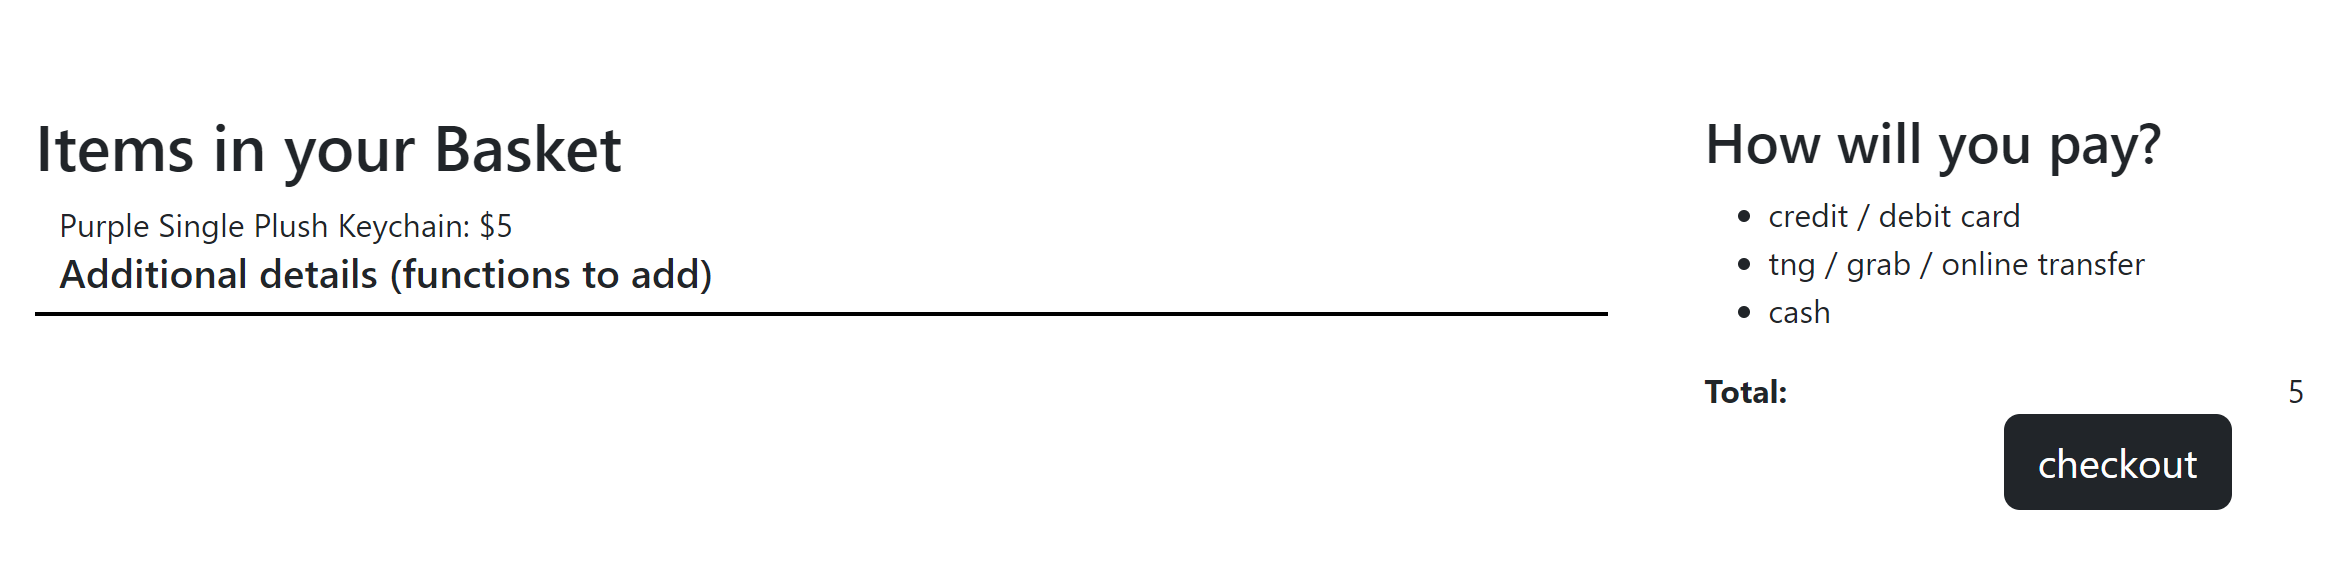 Items in your Basket
Purple Single Plush Keychain: $5
Additional details (functions to add)
How will you pay?
credit / debit card
tng / grab / online transfer
cash
Total: 5
checkout